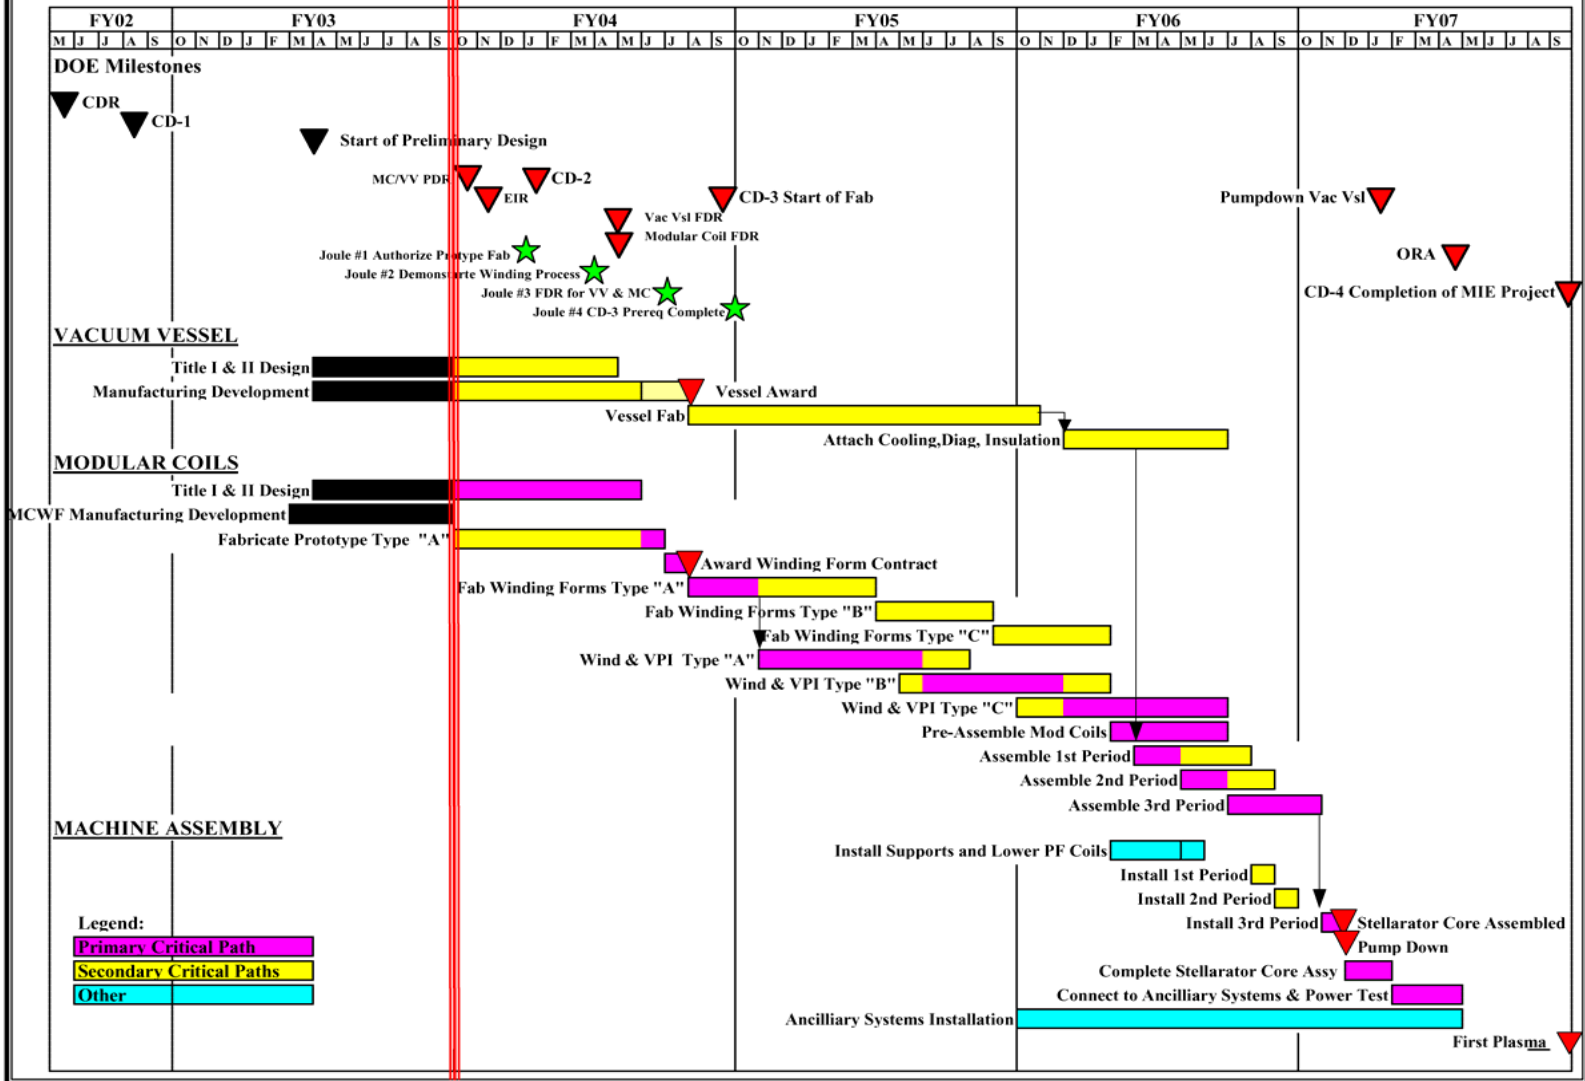 FY02 FY03 FY04 FY05 FY06 FY07
M J J A S O N D J F M A M J J A S O N D J F M A M J J A S O N D J F M A M J J A S O N D J F M A M J J A S O N D J F M A M J J A S
DOE Milestones
CDR
CD-1
Start of Preliminary Design
MC/VV PDR
CD-2
EIR
CD-3 Start of Fab
Pumpdown Vac Vsl
Vac Vsl FDR
Modular Coil FDR
Joule #1 Authorize Protype Fab
ORA
Joule #2 Demonsturte Winding Process
Joule #3 FDR for VV & MC
CD-4 Completion of MIE Project
Joule #4 CD-3 Prereq Complete
VACUUM VESSEL
Title I & II Design
Manufacturing Development
Vessel Award
Vessel Fab
Attach Cooling,Diag, Insulation
MODULAR COILS
Title I & II Design
MCWF Manufacturing Development
Fabricate Prototype Type "A"
Award Winding Form Contract
Fab Winding Forms Type "A"
Fab Winding Forms Type "B"
Fab Winding Forms Type "C"
Wind & VPI Type "A"
Wind & VPI Type "B"
Wind & VPI Type "C"
Pre-Assemble Mod Coils
Assemble 1st Period
Assemble 2nd Period
Assemble 3rd Period
MACHINE ASSEMBLY
Install Supports and Lower PF Coils
Install 1st Period
Install 2nd Period
Install 3rd Period
Stellarator Core Assembled
Legend:
Primary Critical Path
Pump Down
Secondary Critical Paths
Complete Stellarator Core Assy
Other
Connect to Ancilliary Systems & Power Test
Ancilliary Systems Installation
First Plasma